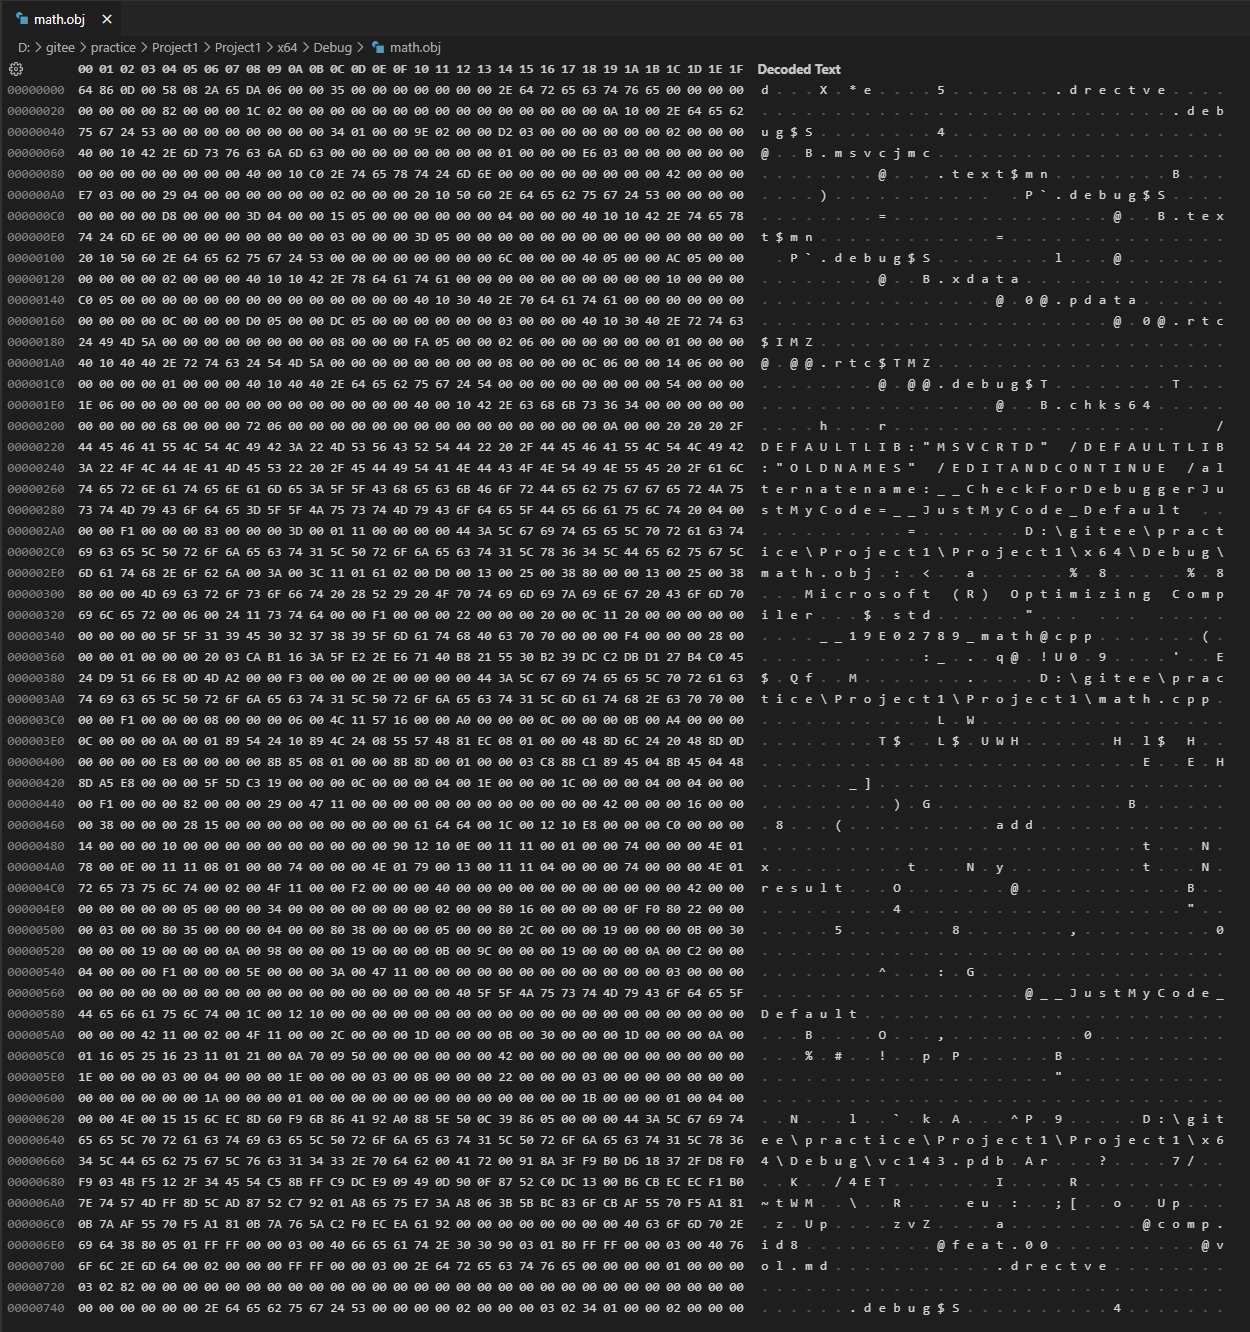 math.obj ×
D: > gitee > practice > Project1 > Project1 > x64 > Debug > math.obj
00 01 02 03 04 05 06 07 08 09 0A 0B 0C 0D 0E 0F 10 11 12 13 14 15 16 17 18 19 1A 1B 1C 1D 1E 1F Decoded Text
00000000 64 86 0D 00 58 08 2A 65 DA 06 00 00 35 00 00 00 00 00 00 00 2E 64 72 65 63 74 76 65 00 00 00 00 d X * e 5 . d r e c t v e
00000020 00 00 00 00 82 00 00 00 1C 02 00 00 00 00 00 00 00 00 00 00 00 00 00 00 00 0A 10 00 2E 64 65 62 . d e b
00000040 75 67 24 53 00 00 00 00 00 00 00 00 34 01 00 00 9E 02 00 00 D2 03 00 00 00 00 00 00 02 00 00 00 u g $ S 4
00000060 40 00 10 42 2E 6D 73 76 63 6A 6D 63 00 00 00 00 00 00 00 00 01 00 00 00 E6 03 00 00 00 00 00 00 @ B . m s v c j m c
00000080 00 00 00 00 00 00 00 00 40 00 10 C0 2E 74 65 78 74 24 6D 6E 00 00 00 00 00 00 00 00 42 00 00 00 @ . t e x t $ m n B
000000A0 E7 03 00 00 29 04 00 00 00 00 00 00 02 00 00 00 20 10 50 60 2E 64 65 62 75 67 24 53 00 00 00 00 ) P ` . d e b u g $ S
000000C0 00 00 00 00 D8 00 00 00 3D 04 00 00 15 05 00 00 00 00 00 00 04 00 00 00 40 10 10 42 2E 74 65 78 = @ B . t e x
000000E0 74 24 6D 6E 00 00 00 00 00 00 00 00 03 00 00 00 3D 05 00 00 00 00 00 00 00 00 00 00 00 00 00 00 t $ m n =
00000100 20 10 50 60 2E 64 65 62 75 67 24 53 00 00 00 00 00 00 00 00 6C 00 00 00 40 05 00 00 AC 05 00 00 P ` . d e b u g $ S l @
00000120 00 00 00 00 02 00 00 00 40 10 10 42 2E 78 64 61 74 61 00 00 00 00 00 00 00 00 00 00 10 00 00 00 @ B . x d a t a
00000140 C0 05 00 00 00 00 00 00 00 00 00 00 00 00 00 00 40 10 30 40 2E 70 64 61 74 61 00 00 00 00 00 00 @ 0 @ . p d a t a
00000160 00 00 00 00 0C 00 00 00 D0 05 00 00 DC 05 00 00 00 00 00 00 03 00 00 00 40 10 30 40 2E 72 74 63 @ 0 @ . r t c
00000180 24 49 4D 5A 00 00 00 00 00 00 00 00 08 00 00 00 FA 05 00 00 02 06 00 00 00 00 00 00 01 00 00 00 $ I M Z
000001A0 40 10 40 40 2E 72 74 63 24 54 4D 5A 00 00 00 00 00 00 00 00 08 00 00 00 0C 06 00 00 14 06 00 00 @ @ @ . r t c $ T M Z
000001C0 00 00 00 00 01 00 00 00 40 10 40 40 2E 64 65 62 75 67 24 54 00 00 00 00 00 00 00 00 54 00 00 00 @ @ @ . d e b u g $ T T
000001E0 1E 06 00 00 00 00 00 00 00 00 00 00 00 00 00 00 40 00 10 42 2E 63 68 6B 73 36 34 00 00 00 00 00 @ B . c h k s 6 4
00000200 00 00 00 00 68 00 00 00 72 06 00 00 00 00 00 00 00 00 00 00 00 00 00 00 00 0A 00 00 20 20 20 2F h r /
00000220 44 45 46 41 55 4C 54 4C 49 42 3A 22 4D 53 56 43 52 54 44 22 20 2F 44 45 46 41 55 4C 54 4C 49 42 D E F A U L T L I B : " M S V C R T D " / D E F A U L T L I B
00000240 3A 22 4F 4C 44 4E 41 4D 45 53 22 20 2F 45 44 49 54 41 4E 44 43 4F 4E 54 49 4E 55 45 20 2F 61 6C : " O L D N A M E S " / E D I T A N D C O N T I N U E / a l
00000260 74 65 72 6E 61 74 65 6E 61 6D 65 3A 5F 5F 43 68 65 63 6B 46 6F 72 44 65 62 75 67 67 65 72 4A 75 t e r n a t e n a m e : _ _ C h e c k F o r D e b u g g e r J u
00000280 73 74 4D 79 43 6F 64 65 3D 5F 5F 4A 75 73 74 4D 79 43 6F 64 65 5F 44 65 66 61 75 6C 74 20 04 00 s t M y C o d e = _ _ J u s t M y C o d e _ D e f a u l t
000002A0 00 00 F1 00 00 00 83 00 00 00 3D 00 01 11 00 00 00 00 44 3A 5C 67 69 74 65 65 5C 70 72 61 63 74 = D : \ g i t e e \ p r a c t
000002C0 69 63 65 5C 50 72 6F 6A 65 63 74 31 5C 50 72 6F 6A 65 63 74 31 5C 78 36 34 5C 44 65 62 75 67 5C i c e \ P r o j e c t 1 \ P r o j e c t 1 \ x 6 4 \ D e b u g \
000002E0 6D 61 74 68 2E 6F 62 6A 00 3A 00 3C 11 01 61 02 00 D0 00 13 00 25 00 38 80 00 00 13 00 25 00 38 m a t h . o b j : < a % 8 % 8
00000300 80 00 00 4D 69 63 72 6F 73 6F 66 74 20 28 52 29 20 4F 70 74 69 6D 69 7A 69 6E 67 20 43 6F 6D 70 M i c r o s o f t ( R ) O p t i m i z i n g C o m p
00000320 69 6C 65 72 00 06 00 24 11 73 74 64 00 00 F1 00 00 00 22 00 00 00 20 00 0C 11 20 00 00 00 00 00 i l e r $ s t d "
00000340 00 00 00 00 5F 5F 31 39 45 30 32 37 38 39 5F 6D 61 74 68 40 63 70 70 00 00 00 F4 00 00 00 28 00 _ _ 1 9 E 0 2 7 8 9 _ m a t h @ c p p (
00000360 00 00 01 00 00 00 20 03 CA B1 16 3A 5F E2 2E E6 71 40 B8 21 55 30 B2 39 DC C2 DB D1 27 B4 C0 45 : _ . q @ ! U 0 9 ' E
00000380 24 D9 51 66 E8 0D 4D A2 00 00 F3 00 00 00 2E 00 00 00 00 44 3A 5C 67 69 74 65 65 5C 70 72 61 63 $ Q f M . D : \ g i t e e \ p r a c
000003A0 74 69 63 65 5C 50 72 6F 6A 65 63 74 31 5C 50 72 6F 6A 65 63 74 31 5C 6D 61 74 68 2E 63 70 70 00 t i c e \ P r o j e c t 1 \ P r o j e c t 1 \ m a t h . c p p
000003C0 00 00 F1 00 00 00 08 00 00 00 06 00 4C 11 57 16 00 00 A0 00 00 00 0C 00 00 00 0B 00 A4 00 00 00 L W
000003E0 0C 00 00 00 0A 00 01 89 54 24 10 89 4C 24 08 55 57 48 81 EC 08 01 00 00 48 8D 6C 24 20 48 8D 0D T $ L $ U W H H l $ H
00000400 00 00 00 00 E8 00 00 00 00 8B 85 08 01 00 00 8B 8D 00 01 00 00 03 C8 8B C1 89 45 04 8B 45 04 48 E E H
00000420 8D A5 E8 00 00 00 5F 5D C3 19 00 00 00 0C 00 00 00 04 00 1E 00 00 00 1C 00 00 00 04 00 04 00 00 _ ]
00000440 00 F1 00 00 00 82 00 00 00 29 00 47 11 00 00 00 00 00 00 00 00 00 00 00 00 42 00 00 00 16 00 00 ) G B
00000460 00 38 00 00 00 28 15 00 00 00 00 00 00 00 00 00 61 64 64 00 1C 00 12 10 E8 00 00 00 C0 00 00 00 8 ( a d d
00000480 14 00 00 00 10 00 00 00 00 00 00 00 00 00 00 90 12 10 0E 00 11 11 00 01 00 00 74 00 00 00 4E 01 t N
000004A0 78 00 0E 00 11 11 08 01 00 00 74 00 00 00 4E 01 79 00 13 00 11 11 04 00 00 00 74 00 00 00 4E 01 x t N y t N
000004C0 72 65 73 75 6C 74 00 02 00 4F 11 00 00 F2 00 00 00 40 00 00 00 00 00 00 00 00 00 00 00 42 00 00 r e s u l t O @ B
000004E0 00 00 00 00 00 05 00 00 00 34 00 00 00 00 00 00 00 02 00 00 80 16 00 00 00 00 0F F0 80 22 00 00 4 "
00000500 00 03 00 00 80 35 00 00 00 04 00 00 80 38 00 00 00 05 00 00 80 2C 00 00 00 19 00 00 00 0B 00 30 5 8 , 0
00000520 00 00 00 19 00 00 00 0A 00 98 00 00 00 19 00 00 00 0B 00 9C 00 00 00 19 00 00 00 0A 00 C2 00 00
00000540 04 00 00 00 F1 00 00 00 5E 00 00 00 3A 00 47 11 00 00 00 00 00 00 00 00 00 00 00 00 03 00 00 00 ^ : G
00000560 00 00 00 00 00 00 00 00 00 00 00 00 00 00 00 00 00 00 40 5F 5F 4A 75 73 74 4D 79 43 6F 64 65 5F @ _ _ J u s t M y C o d e _
00000580 44 65 66 61 75 6C 74 00 1C 00 12 10 00 00 00 00 00 00 00 00 00 00 00 00 00 00 00 00 00 00 00 00 D e f a u l t
000005A0 00 00 00 42 11 00 02 00 4F 11 00 00 2C 00 00 00 1D 00 00 00 0B 00 30 00 00 00 1D 00 00 00 0A 00 B O , 0
000005C0 01 16 05 25 16 23 11 01 21 00 0A 70 09 50 00 00 00 00 00 00 42 00 00 00 00 00 00 00 00 00 00 00 % # ! p P B
000005E0 1E 00 00 00 03 00 04 00 00 00 1E 00 00 00 03 00 08 00 00 00 22 00 00 00 03 00 00 00 00 00 00 00 "
00000600 00 00 00 00 00 00 1A 00 00 00 01 00 00 00 00 00 00 00 00 00 00 00 00 00 1B 00 00 00 01 00 04 00
00000620 00 00 4E 00 15 15 6C EC 8D 60 F9 6B 86 41 92 A0 88 5E 50 0C 39 86 05 00 00 00 44 3A 5C 67 69 74 N l ` k A ^ P 9 D : \ g i t
00000640 65 65 5C 70 72 61 63 74 69 63 65 5C 50 72 6F 6A 65 63 74 31 5C 50 72 6F 6A 65 63 74 31 5C 78 36 e e \ p r a c t i c e \ P r o j e c t 1 \ P r o j e c t 1 \ x 6
00000660 34 5C 44 65 62 75 67 5C 76 63 31 34 33 2E 70 64 62 00 41 72 00 91 8A 3F F9 B0 D6 18 37 2F D8 F0 4 \ D e b u g \ v c 1 4 3 . p d b A r ? 7 /
00000680 F9 03 4B F5 12 2F 34 45 54 C5 8B FF C9 DC E9 09 49 0D 90 0F 87 52 C0 DC 13 00 B6 CB EC EC F1 B0 K / 4 E T I R
000006A0 7E 74 57 4D FF 8D 5C AD 87 52 C7 92 01 A8 65 75 E7 3A A8 06 3B 5B BC 83 6F CB AF 55 70 F5 A1 81 ~ t W M \ R e u : ; [ o U p
000006C0 0B 7A AF 55 70 F5 A1 81 0B 7A 76 5A C2 F0 EC EA 61 92 00 00 00 00 00 00 00 00 40 63 6F 6D 70 2E z U p z v Z a @ c o m p .
000006E0 69 64 38 80 05 01 FF FF 00 00 03 00 40 66 65 61 74 2E 30 30 90 03 01 80 FF FF 00 00 03 00 40 76 i d 8 @ f e a t . 0 0 @ v
00000700 6F 6C 2E 6D 64 00 02 00 00 00 FF FF 00 00 03 00 2E 64 72 65 63 74 76 65 00 00 00 00 01 00 00 00 o l . m d . d r e c t v e
00000720 03 02 82 00 00 00 00 00 00 00 00 00 00 00 00 00 00 00 00 00 00 00 00 00 00 00 00 00 00 00 00 00
00000740 00 00 00 00 00 00 2E 64 65 62 75 67 24 53 00 00 00 00 02 00 00 00 03 02 34 01 00 00 02 00 00 00 . d e b u g $ S 4